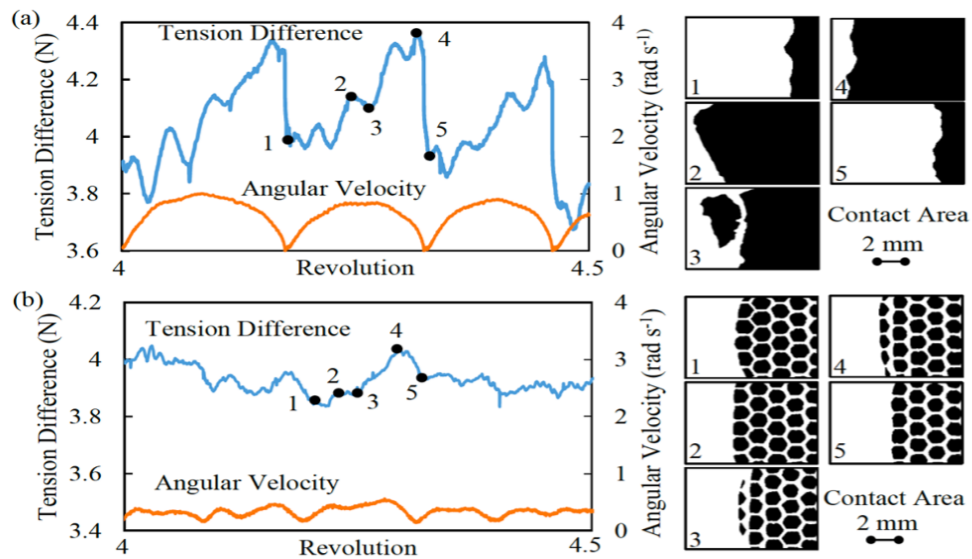 (a)
Tension Difference (N)
4.4
4.2
4
3.8
3.6
Tension Difference
Angular Velocity
1
2
3
4
5
4
3
2
1
0
Angular Velocity (rad s⁻¹)
4
Revolution
4.5
1
2
3
4
5
Contact Area
2 mm
(b)
Tension Difference (N)
4.2
4
3.8
3.6
3.4
Tension Difference
Angular Velocity
1
2
3
4
5
4
3
2
1
0
Angular Velocity (rad s⁻¹)
4
Revolution
4.5
1
2
3
4
5
Contact Area
2 mm